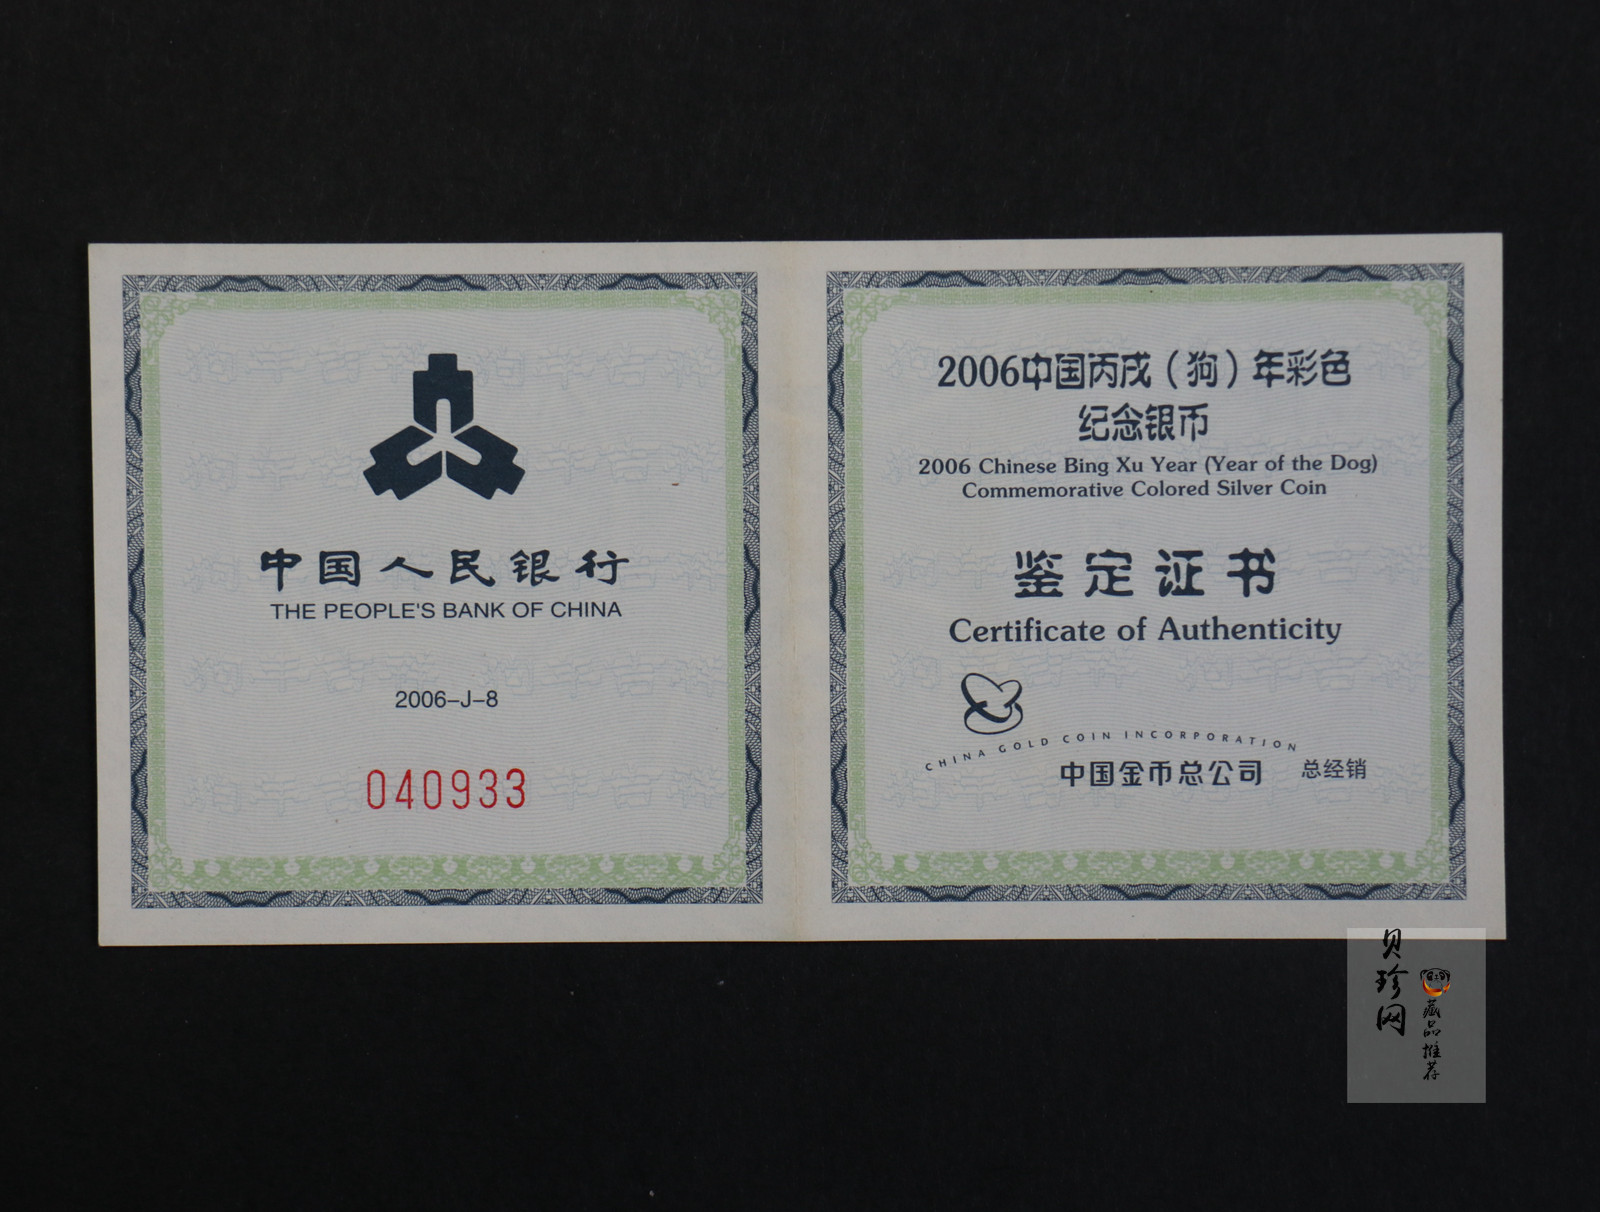 中国人民银行
THE PEOPLE'S BANK OF CHINA
2006-J-8
040933
2006中国丙戌（狗）年彩色
纪念银币
2006 Chinese Bing Xu Year (Year of the Dog)
Commemorative Colored Silver Coin
鉴定证书
Certificate of Authenticity
CHINA GOLD COIN INCORPORATION
中国金币总公司 总经销
贝珍网
藏品推荐